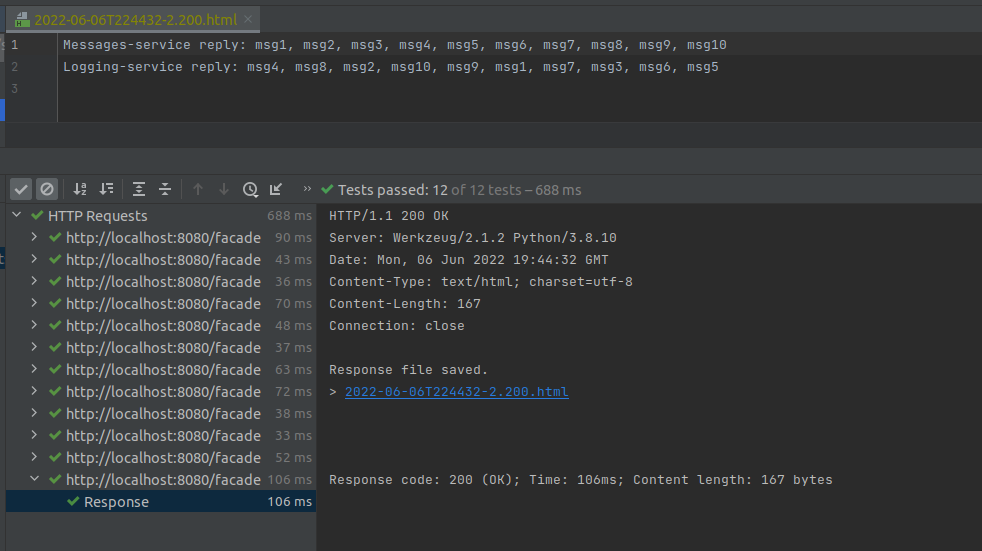 2022-06-06T224432-2.200.html
1 Messages-service reply: msg1, msg2, msg3, msg4, msg5, msg6, msg7, msg8, msg9, msg10
2 Logging-service reply: msg4, msg8, msg2, msg10, msg9, msg1, msg7, msg3, msg6, msg5
3
Tests passed: 12 of 12 tests – 688 ms
HTTP Requests 688 ms
http://localhost:8080/facade 90 ms
http://localhost:8080/facade 43 ms
http://localhost:8080/facade 36 ms
http://localhost:8080/facade 70 ms
http://localhost:8080/facade 48 ms
http://localhost:8080/facade 37 ms
http://localhost:8080/facade 63 ms
http://localhost:8080/facade 72 ms
http://localhost:8080/facade 38 ms
http://localhost:8080/facade 33 ms
http://localhost:8080/facade 52 ms
http://localhost:8080/facade 106 ms
Response 106 ms
HTTP/1.1 200 OK
Server: Werkzeug/2.1.2 Python/3.8.10
Date: Mon, 06 Jun 2022 19:44:32 GMT
Content-Type: text/html; charset=utf-8
Content-Length: 167
Connection: close
Response file saved.
> 2022-06-06T224432-2.200.html
Response code: 200 (OK); Time: 106ms; Content length: 167 bytes